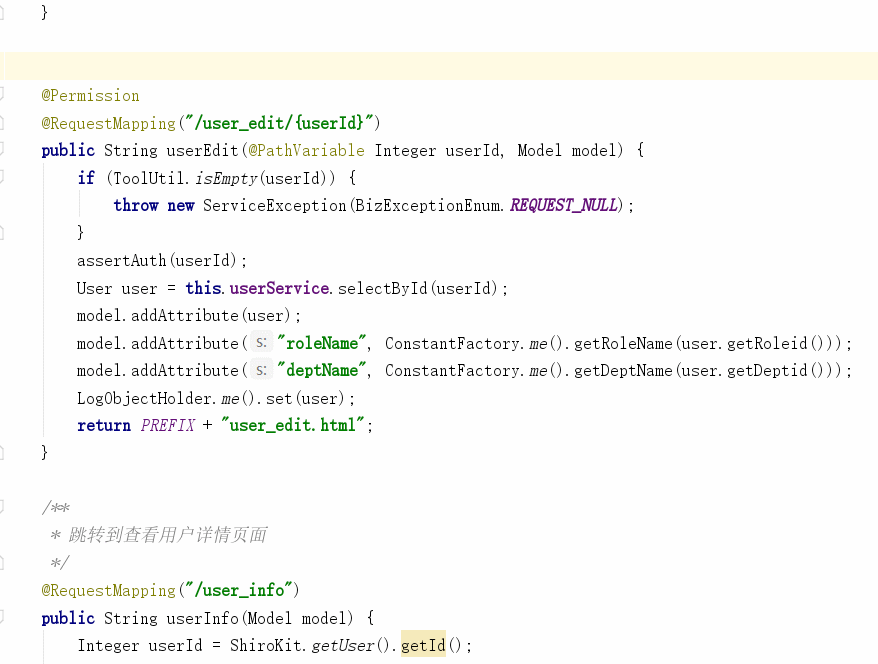 }
@Permission
@RequestMapping("/user_edit/{userId}")
public String userEdit(@PathVariable Integer userId, Model model) {
if (ToolUtil.isEmpty(userId)) {
throw new ServiceException(BizExceptionEnum.REQUEST_NULL);
}
assertAuth(userId);
User user = this.userService.selectById(userId);
model.addAttribute(user);
model.addAttribute( s: "roleName", ConstantFactory.me().getRoleName(user.getRoleid()));
model.addAttribute( s: "deptName", ConstantFactory.me().getDeptName(user.getDeptid()));
LogObjectHolder.me().set(user);
return PREFIX + "user_edit.html";
}
/**
* 跳转到查看用户详情页面
*/
@RequestMapping("/user_info")
public String userInfo(Model model) {
Integer userId = ShiroKit.getUser().getId();